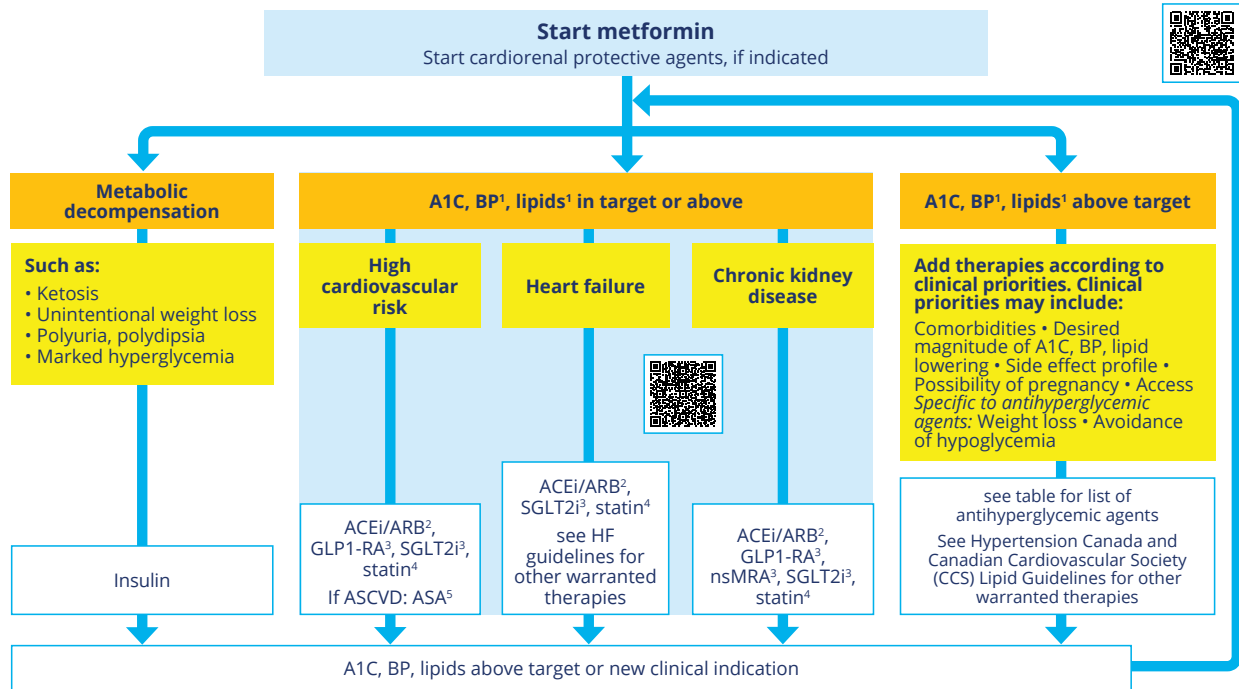 Start metformin
Start cardiorenal protective agents, if indicated
Metabolic
decompensation
Such as:
• Ketosis
• Unintentional weight loss
• Polyuria, polydipsia
• Marked hyperglycemia
Insulin
A1C, BP¹, lipids¹ in target or above
High
cardiovascular
risk
ACEi/ARB²,
GLP1-RA³, SGLT2i³,
statin⁴
If ASCVD: ASA⁵
Heart failure
ACEi/ARB²,
SGLT2i³, statin⁴
see HF
guidelines for
other warranted
therapies
Chronic kidney
disease
ACEi/ARB²,
GLP1-RA³,
nsMRA³, SGLT2i³,
statin⁴
A1C, BP¹, lipids¹ above target
Add therapies according to
clinical priorities. Clinical
priorities may include:
Comorbidities • Desired
magnitude of A1C, BP, lipid
lowering • Side effect profile •
Possibility of pregnancy • Access
Specific to antihyperglycemic
agents: Weight loss • Avoidance
of hypoglycemia
see table for list of
antihyperglycemic agents
See Hypertension Canada and
Canadian Cardiovascular Society
(CCS) Lipid Guidelines for other
warranted therapies
A1C, BP, lipids above target or new clinical indication